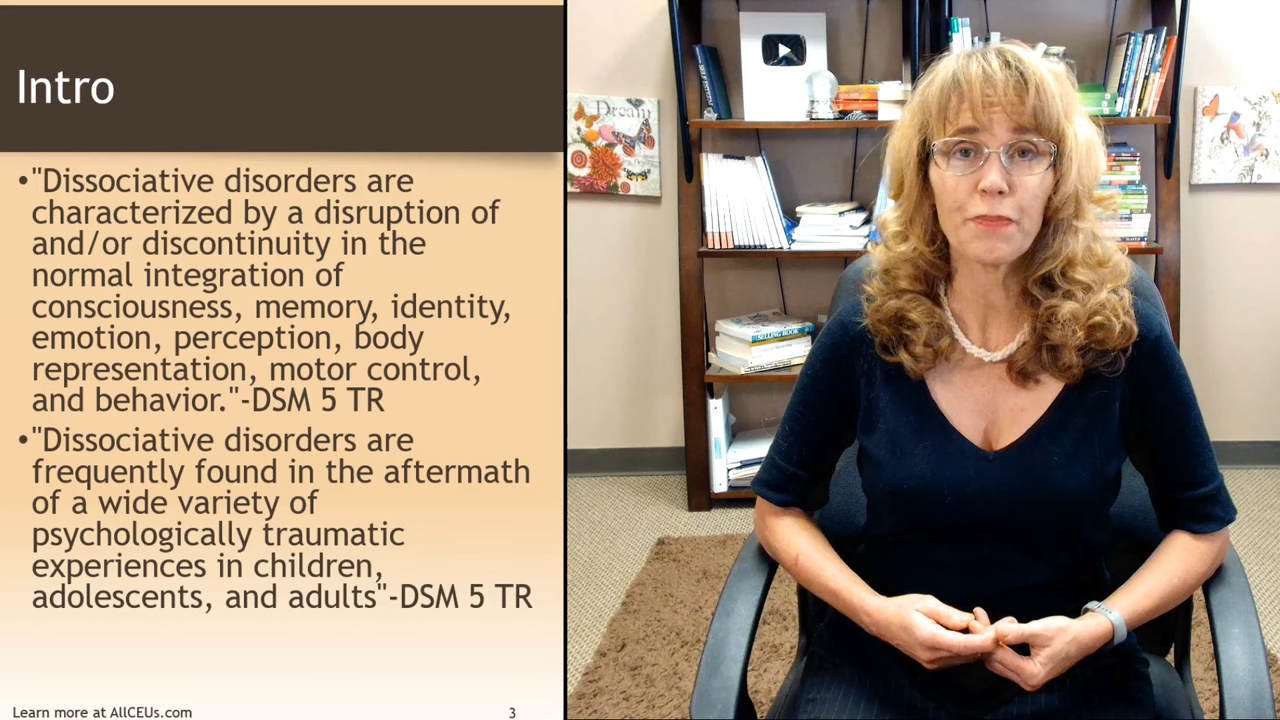 Intro
•"Dissociative disorders are
characterized by a disruption of
and/or discontinuity in the
normal integration of
consciousness, memory, identity,
emotion, perception, body
representation, motor control,
and behavior."-DSM 5 TR
•"Dissociative disorders are
frequently found in the aftermath
of a wide variety of
psychologically traumatic
experiences in children,
adolescents, and adults"-DSM 5 TR
Learn more at AllCEUs.com
3
Dream
SELLING BOOK